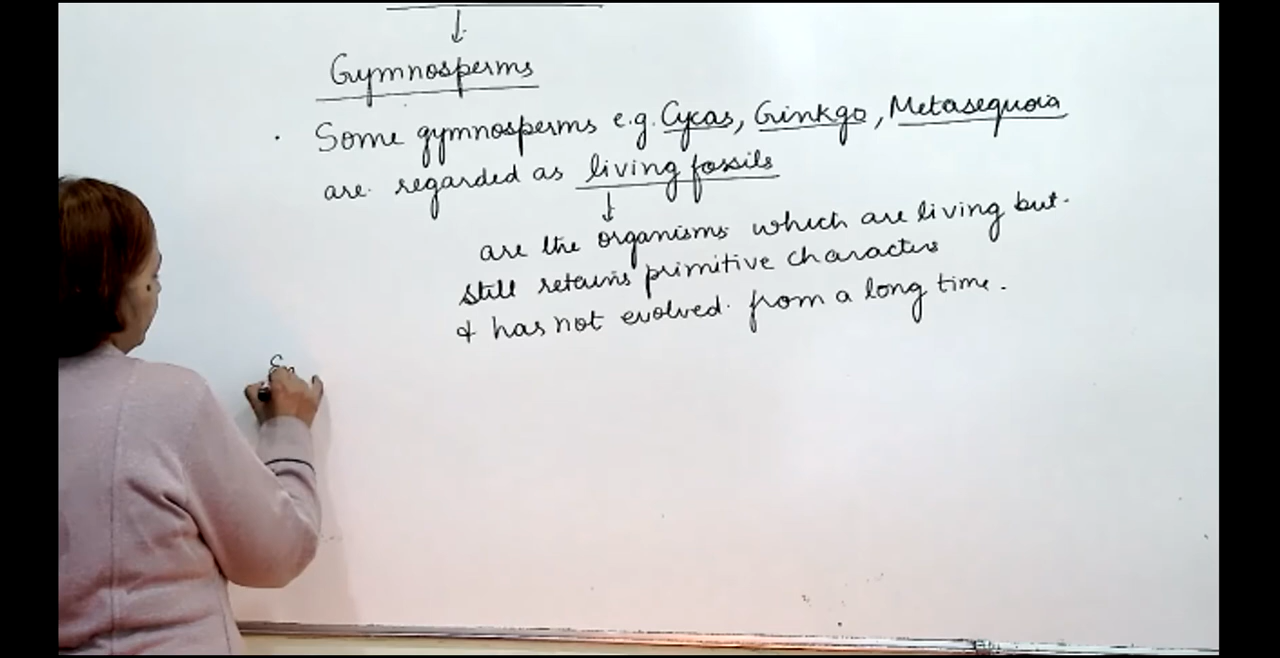 Gymnosperms
· Some gymnosperms e.g. Cycas, Ginkgo, Metasequoia
are regarded as living fossils
are the organisms which are living but
still retains primitive characters
& has not evolved from a long time.